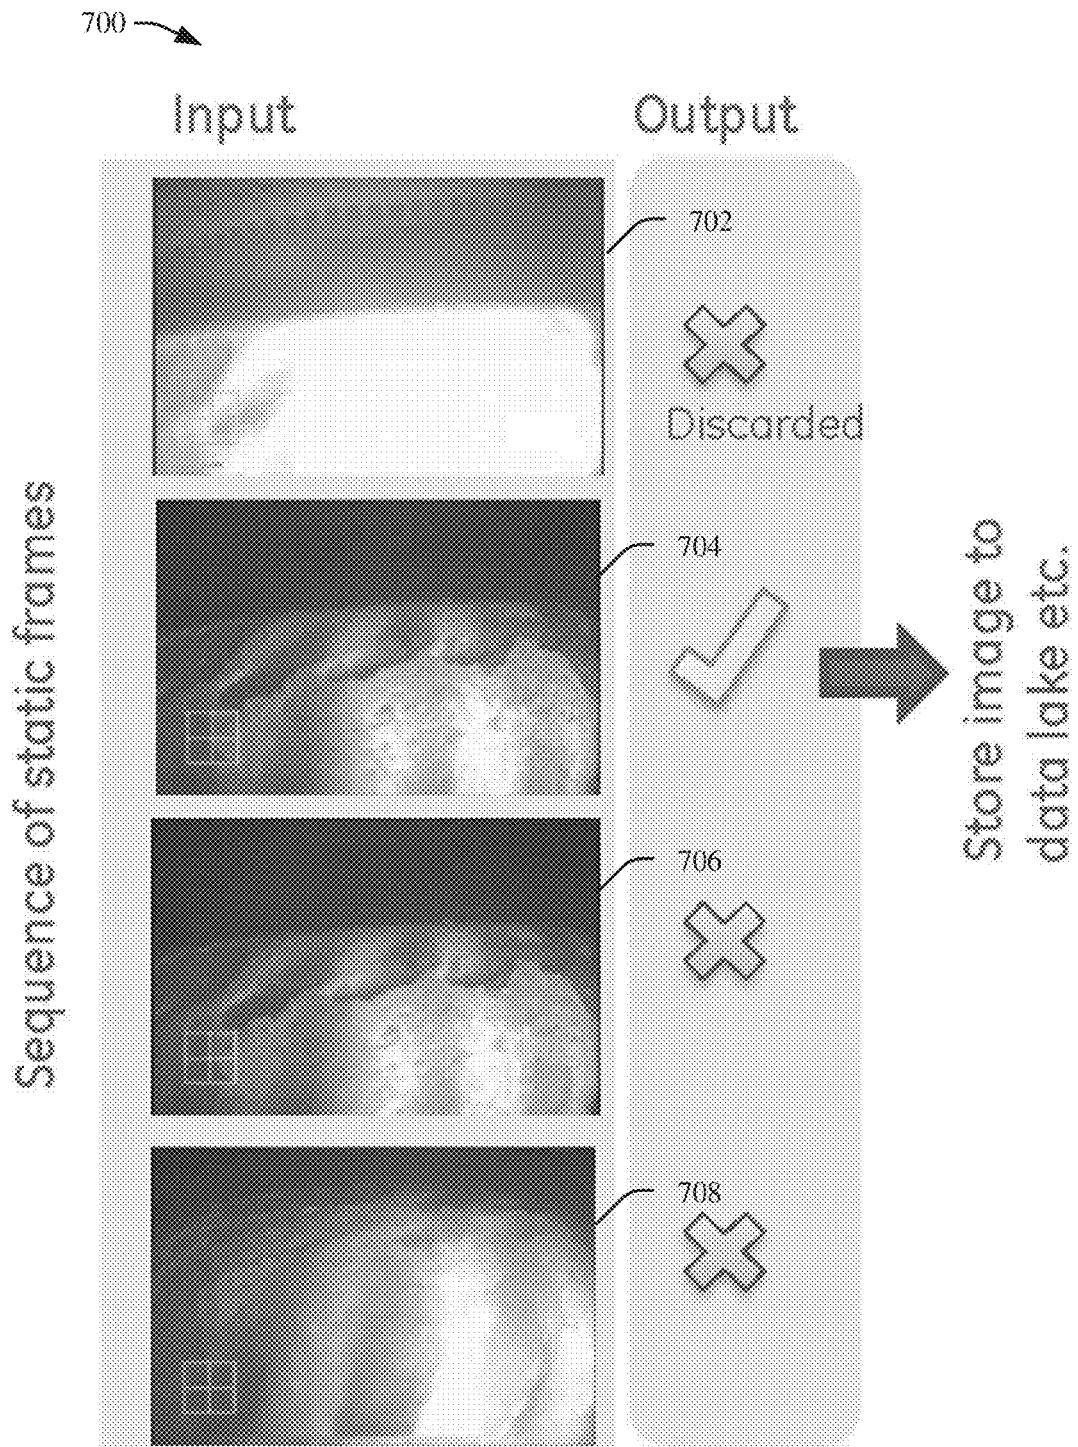 700
Input
Output
702
Discarded
704
706
708
Sequence of static frames
Store image to
data lake etc.